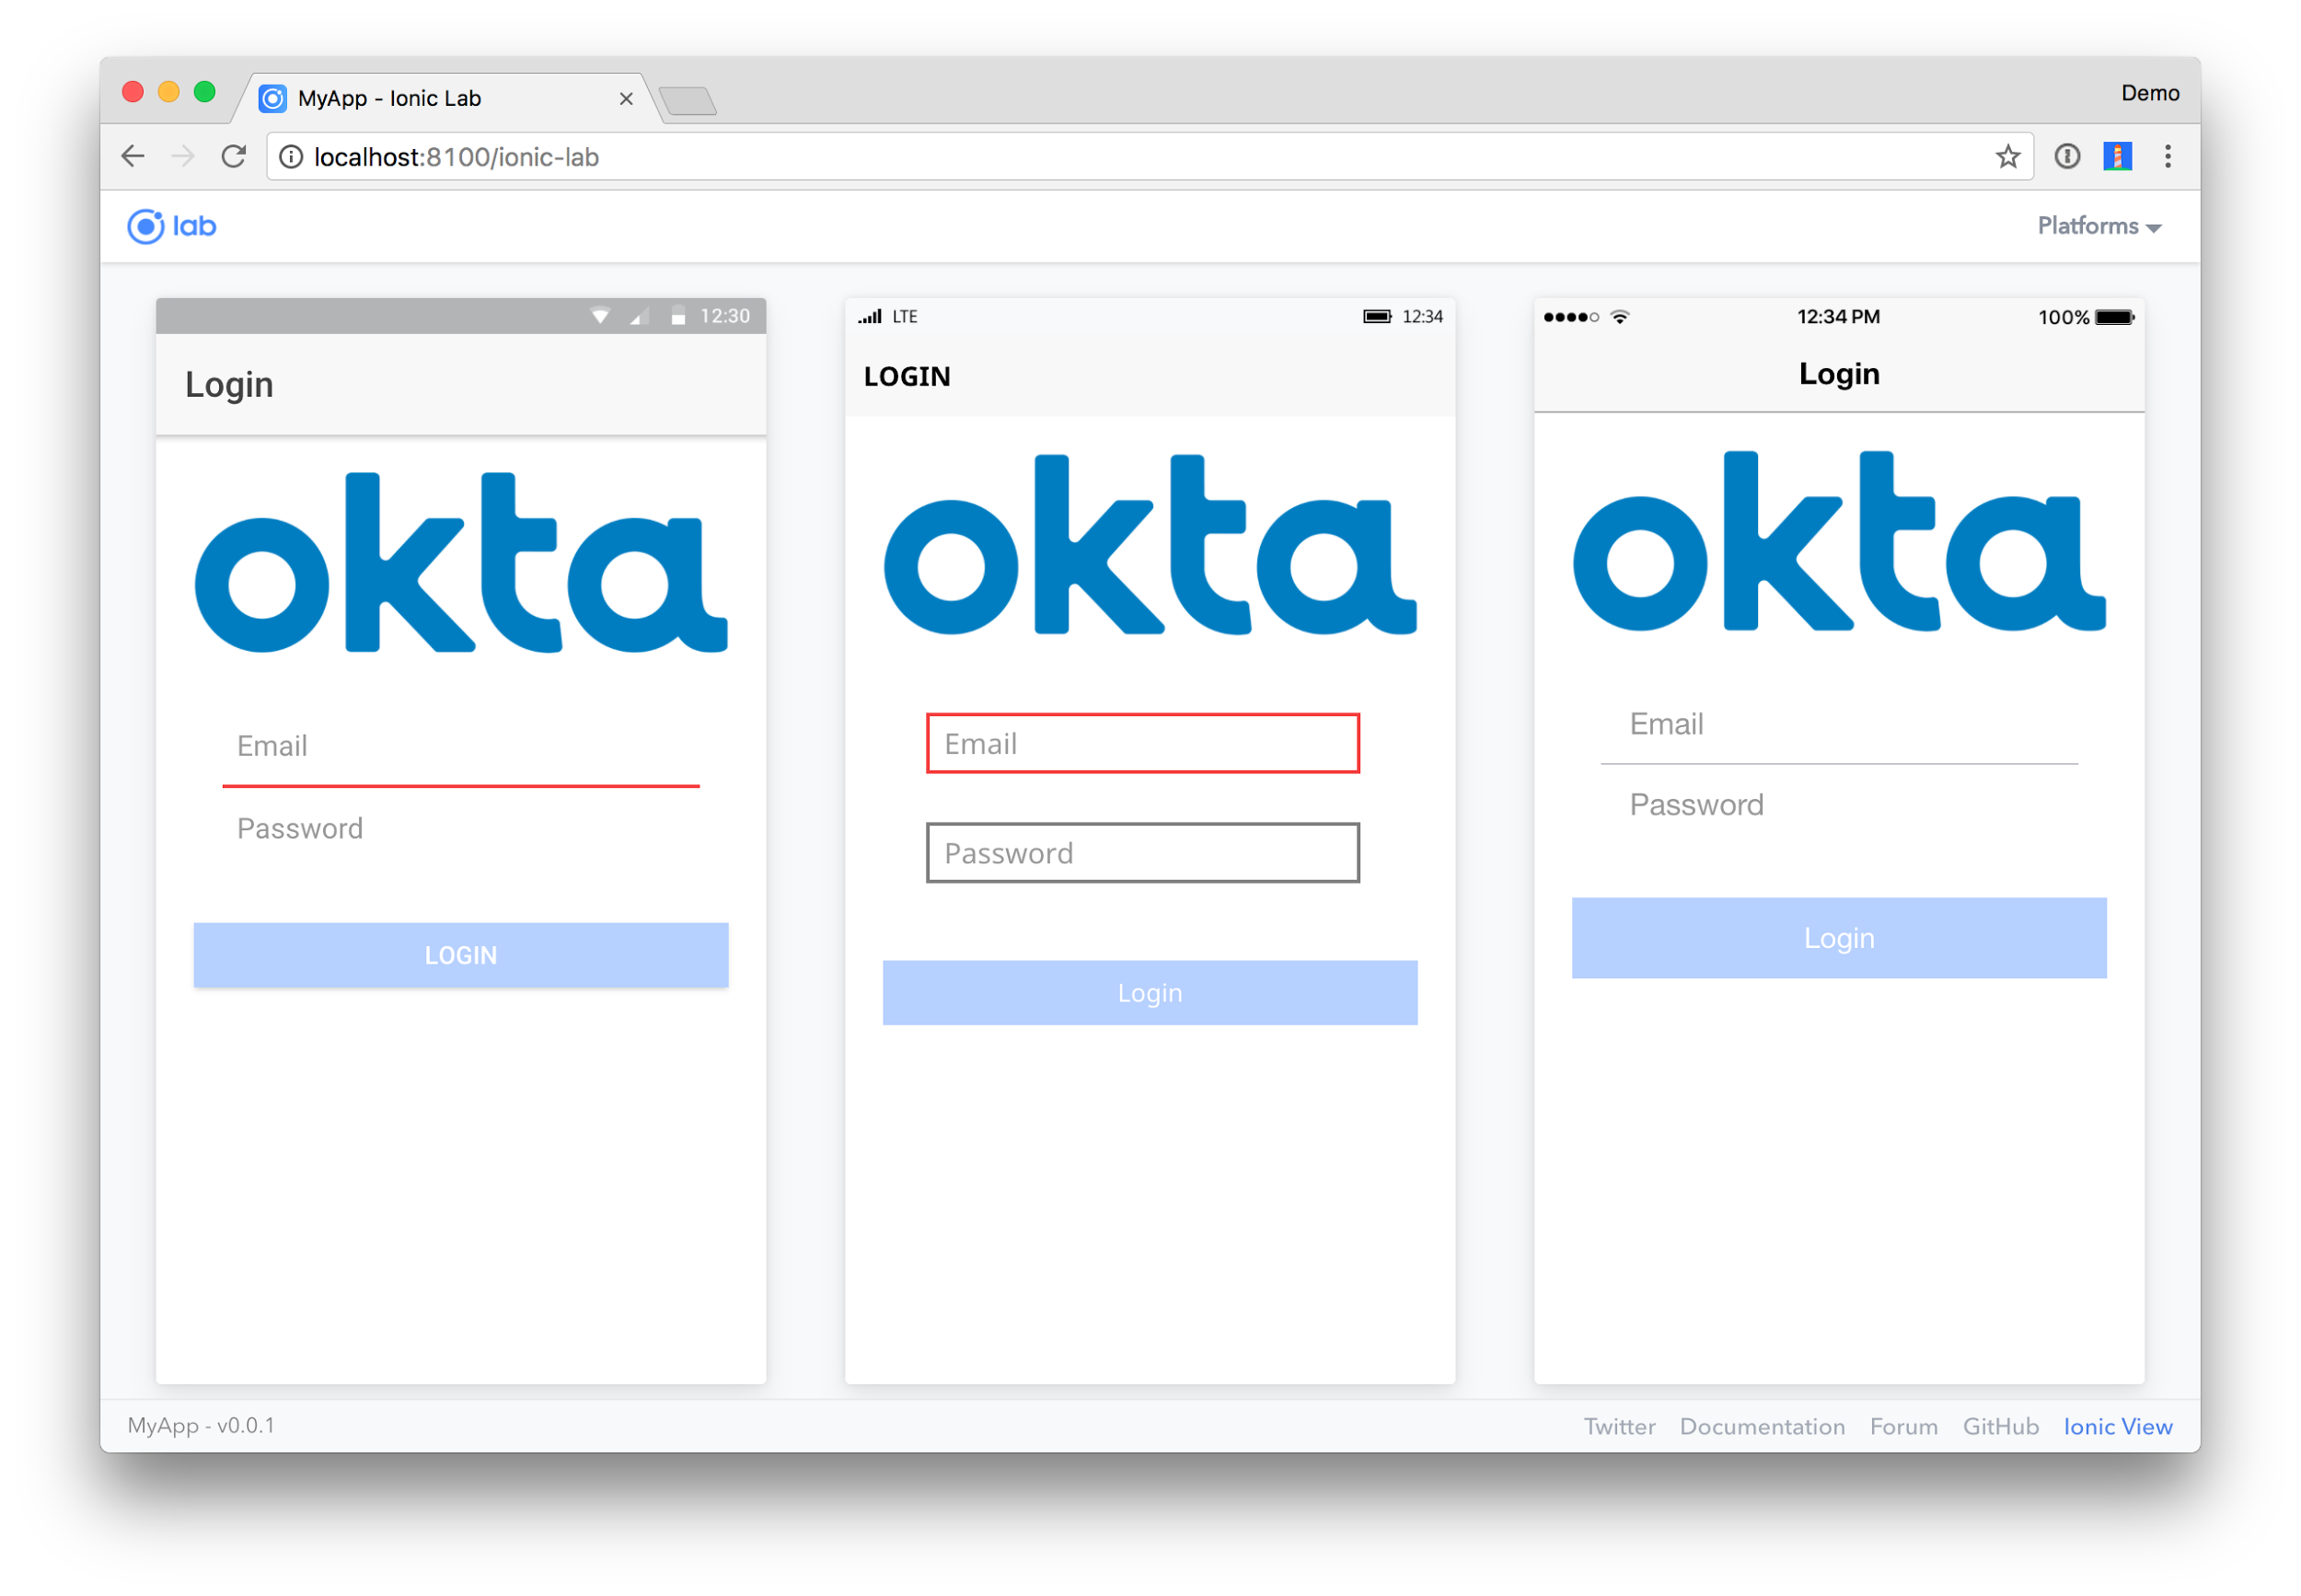 MyApp - Ionic Lab
Demo
localhost:8100/ionic-lab
lab
Platforms
12:30
Login
okta
Email
Password
LOGIN
LTE
12:34
LOGIN
okta
Email
Password
Login
12:34 PM
100%
Login
okta
Email
Password
Login
MyApp - v0.0.1
Twitter Documentation Forum GitHub Ionic View